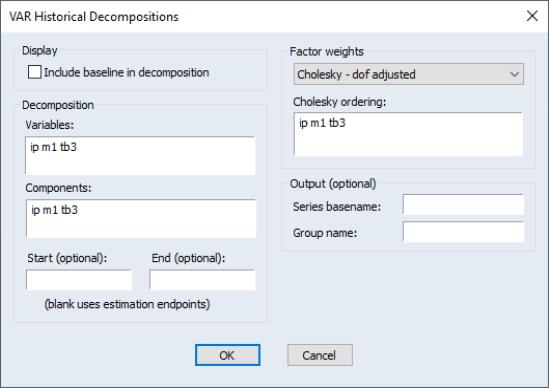 VAR Historical Decompositions
Display
Include baseline in decomposition
Decomposition
Variables:
ip m1 tb3
Components:
ip m1 tb3
Start (optional):
End (optional):
(blank uses estimation endpoints)
Factor weights
Cholesky - dof adjusted
Cholesky ordering:
ip m1 tb3
Output (optional)
Series basename:
Group name:
OK
Cancel